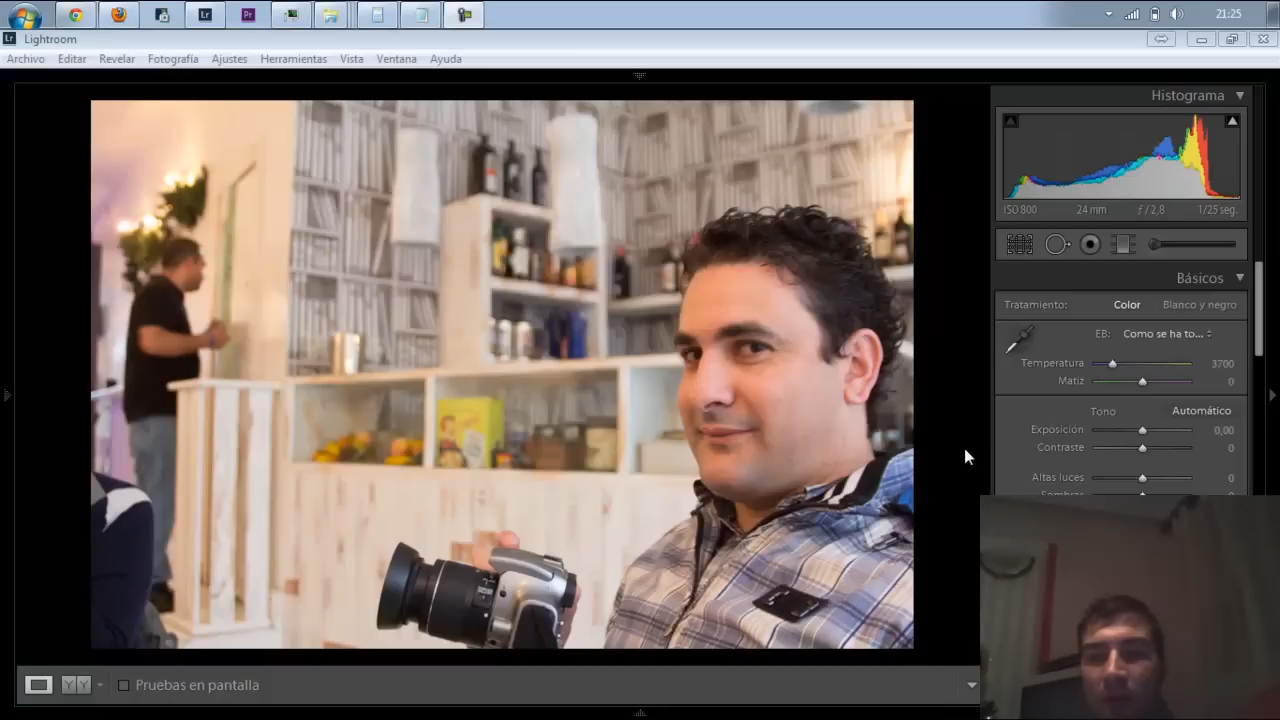 21:25
Lightroom
Archivo Editar Revelar Fotografía Ajustes Herramientas Vista Ventana Ayuda
Histograma
ISO 800 24 mm ƒ / 2,8 1/25 seg.
Básicos
Tratamiento: Color Blanco y negro
EB: Como se ha to...
Temperatura 3700
Matiz 0
Tono Automático
Exposición 0,00
Contraste 0
Altas luces 0
Sombras
Pruebas en pantalla